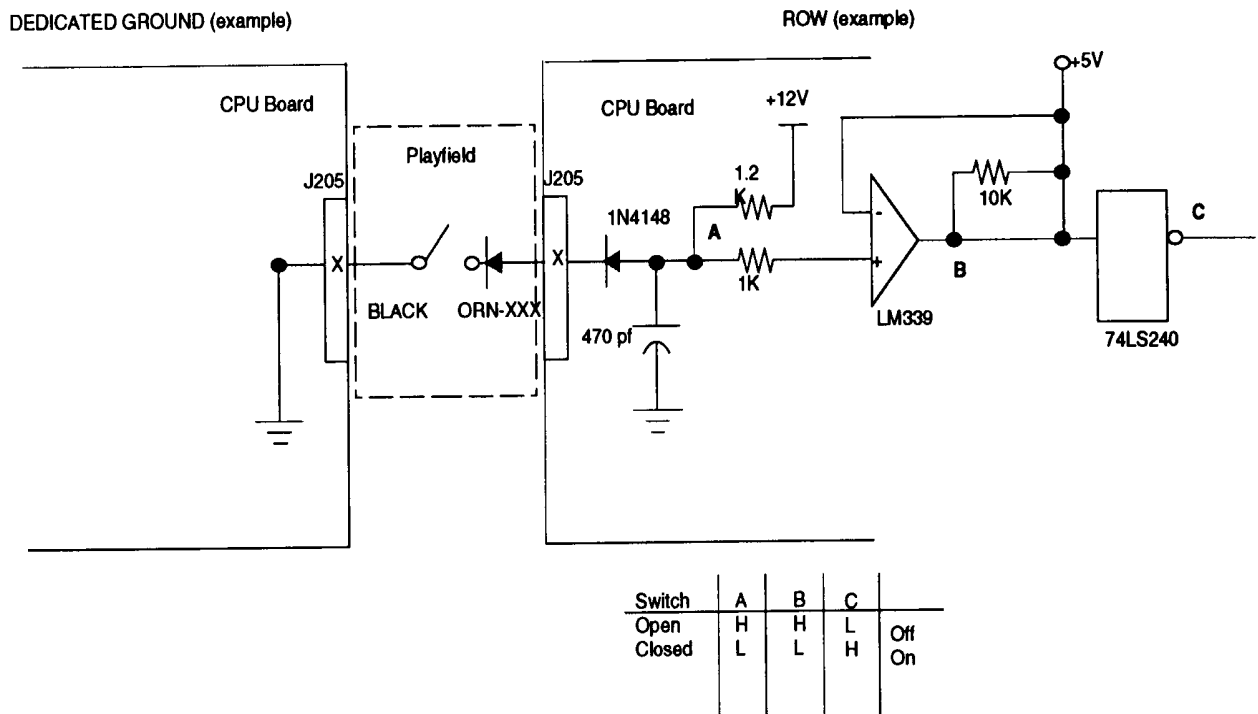 DEDICATED GROUND (example)
ROW (example)
CPU Board
Playfield
J205
X
BLACK
ORN-XXX
J205
X
CPU Board
1N4148
470 pf
A
1.2
K
+12V
1K
-
+
LM339
B
10K
+5V
C
74LS240
Switch A B C
Open H H L Off
Closed L L H On